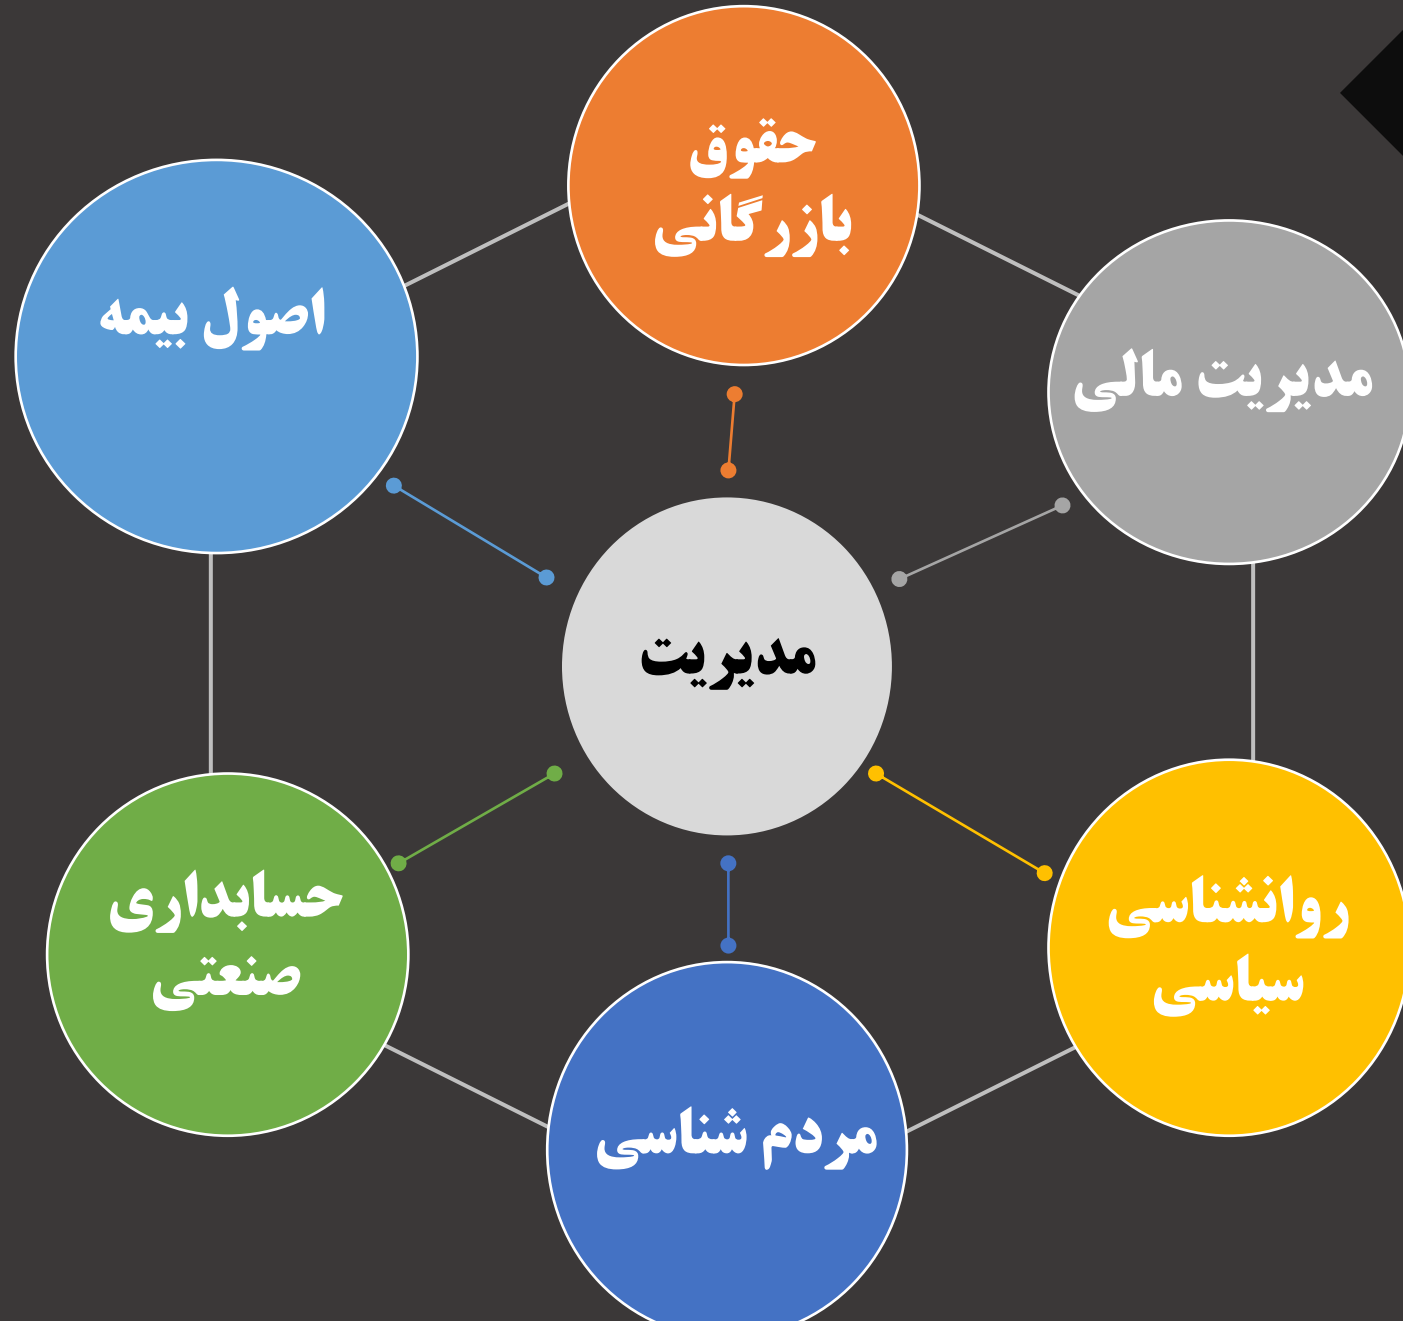 حقوق
بازرگانی
اصول بیمه
مدیریت مالی
مدیریت
حسابداری
صنعتی
روانشناسی
سیاسی
مردم شناسی